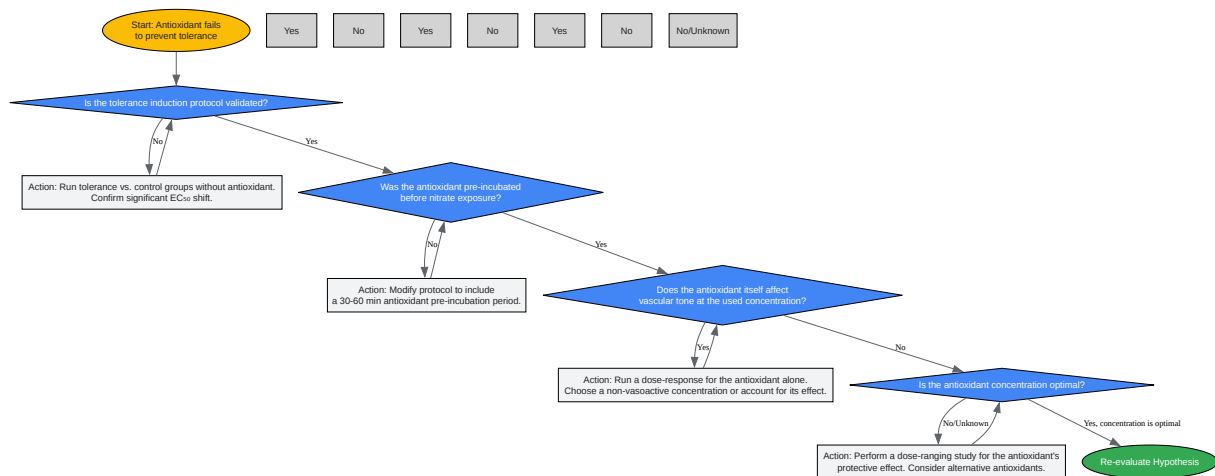 Start: Antioxidant fails
to prevent tolerance
Yes
No
Yes
No
Yes
No
No/Unknown
Is the tolerance induction protocol validated?
No
Yes
Action: Run tolerance vs. control groups without antioxidant.
Confirm significant EC₅₀ shift.
Was the antioxidant pre-incubated
before nitrate exposure?
No
Yes
Action: Modify protocol to include
a 30-60 min antioxidant pre-incubation period.
Does the antioxidant itself affect
vascular tone at the used concentration?
Yes
No
Action: Run a dose-response for the antioxidant alone.
Choose a non-vasoactive concentration or account for its effect.
Is the antioxidant concentration optimal?
No/Unknown
Yes, concentration is optimal
Action: Perform a dose-ranging study for the antioxidant's
protective effect. Consider alternative antioxidants.
Re-evaluate Hypothesis